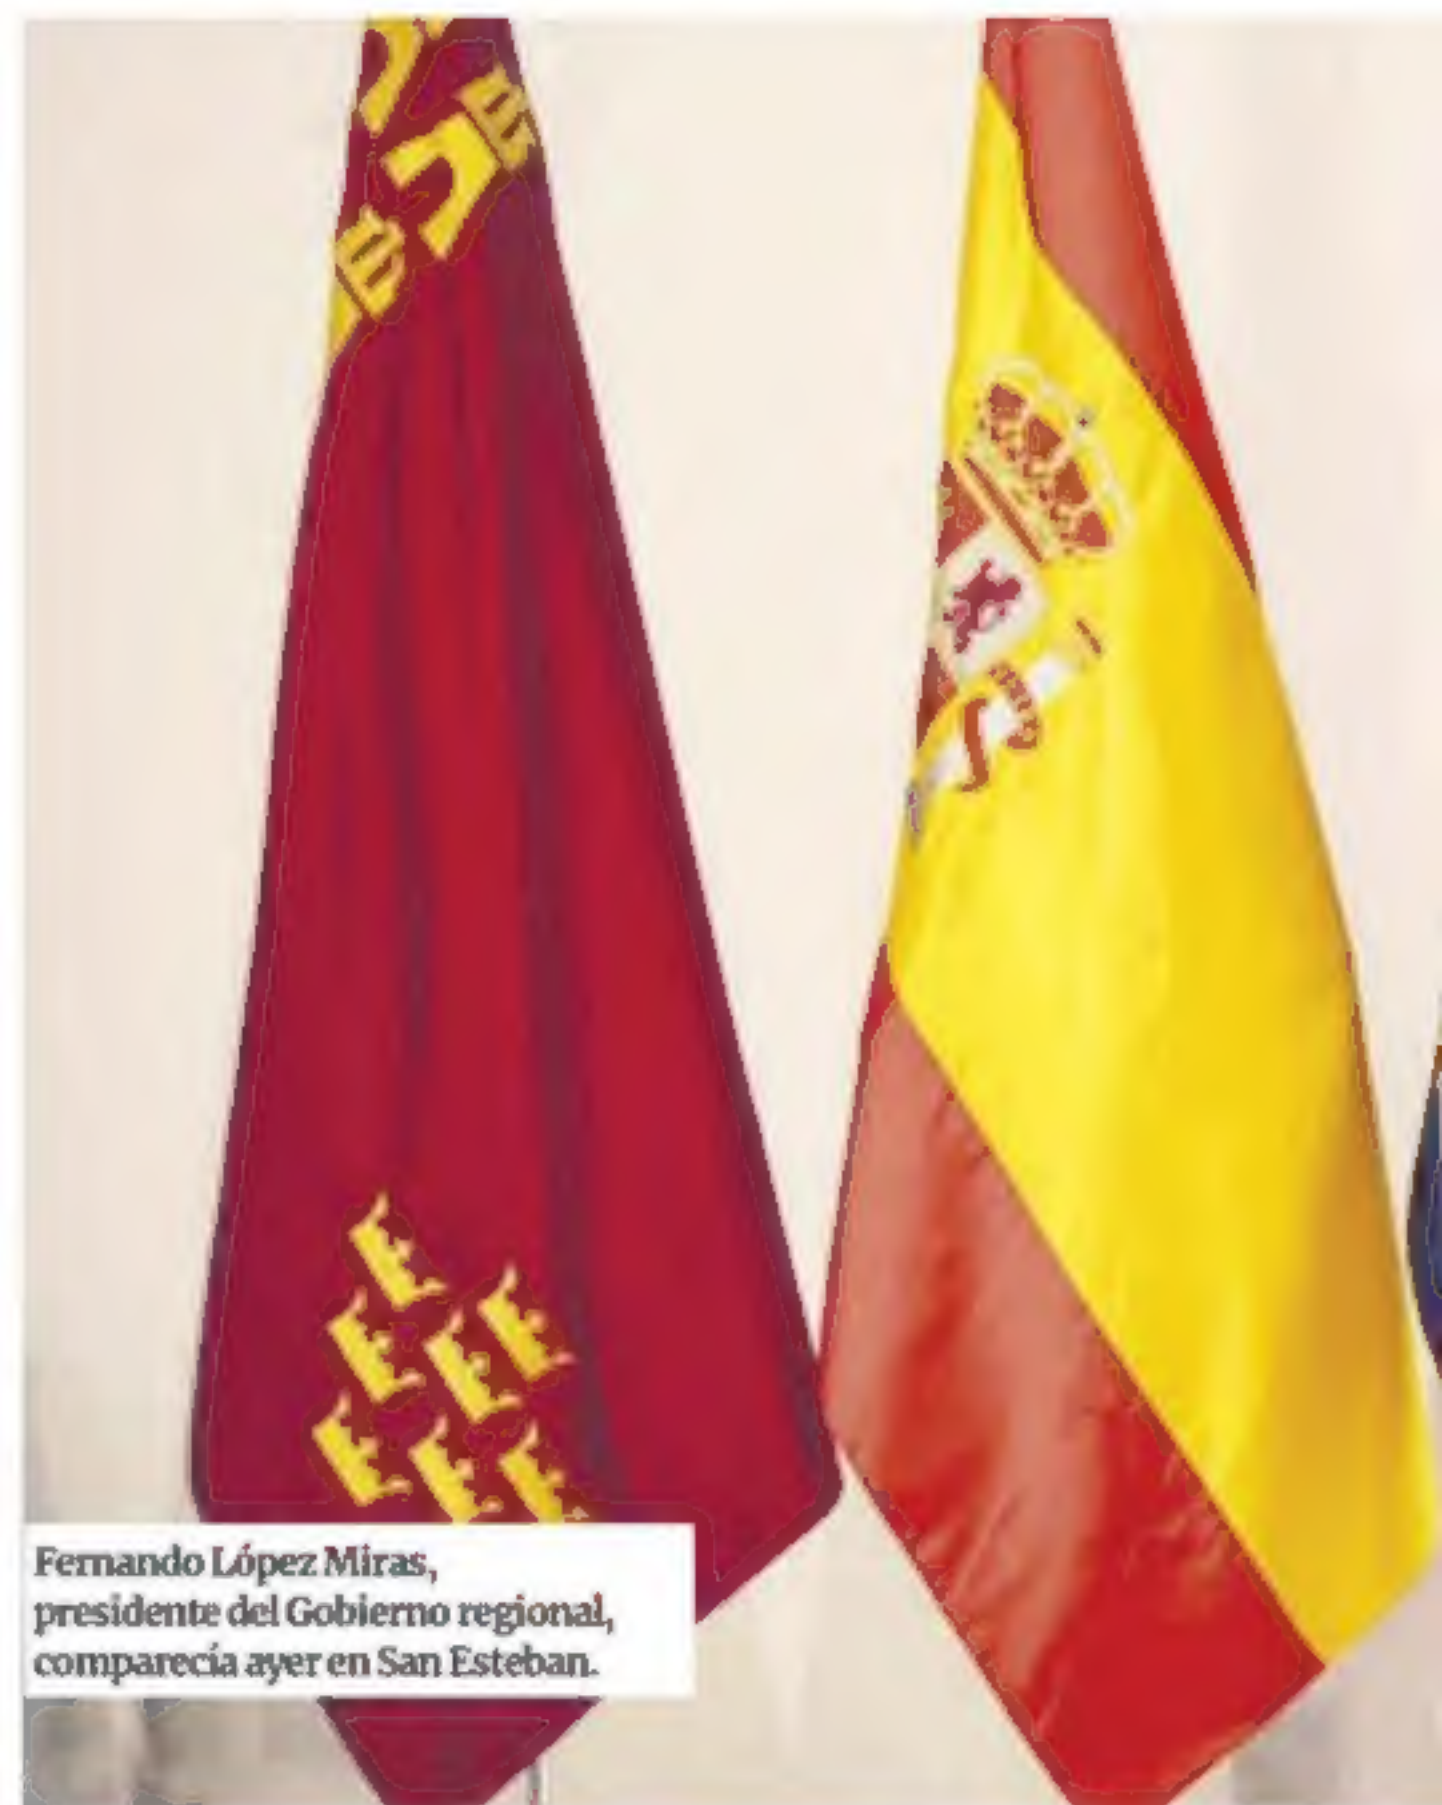 Fernando López Miras,
presidente del Gobierno regional,
comparecía ayer en San Esteban.